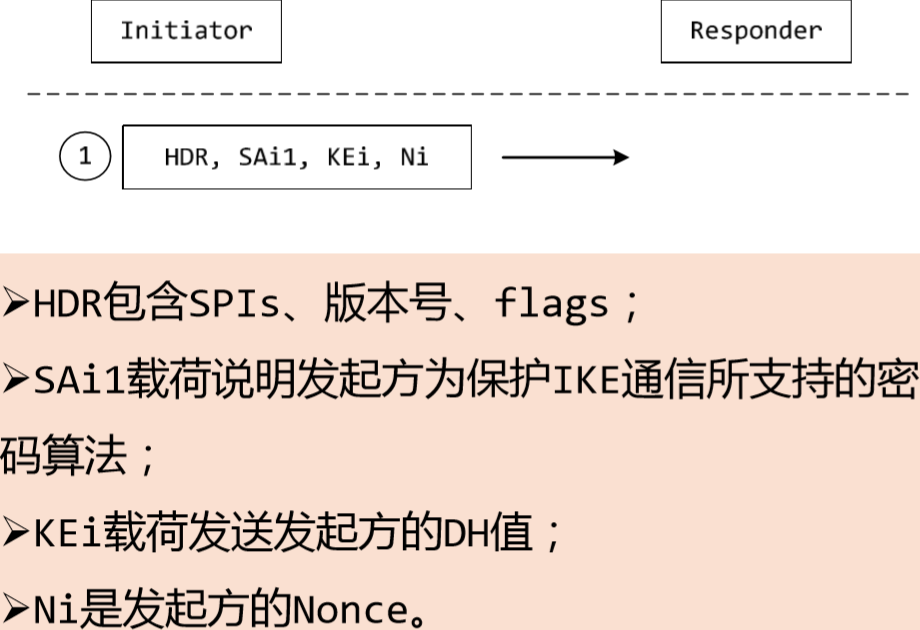 Initiator Responder
① HDR, SAi1, KEi, Ni
➢HDR包含SPIs、版本号、flags；
➢SAi1载荷说明发起方为保护IKE通信所支持的密
码算法；
➢KEi载荷发送发起方的DH值；
➢Ni是发起方的Nonce。